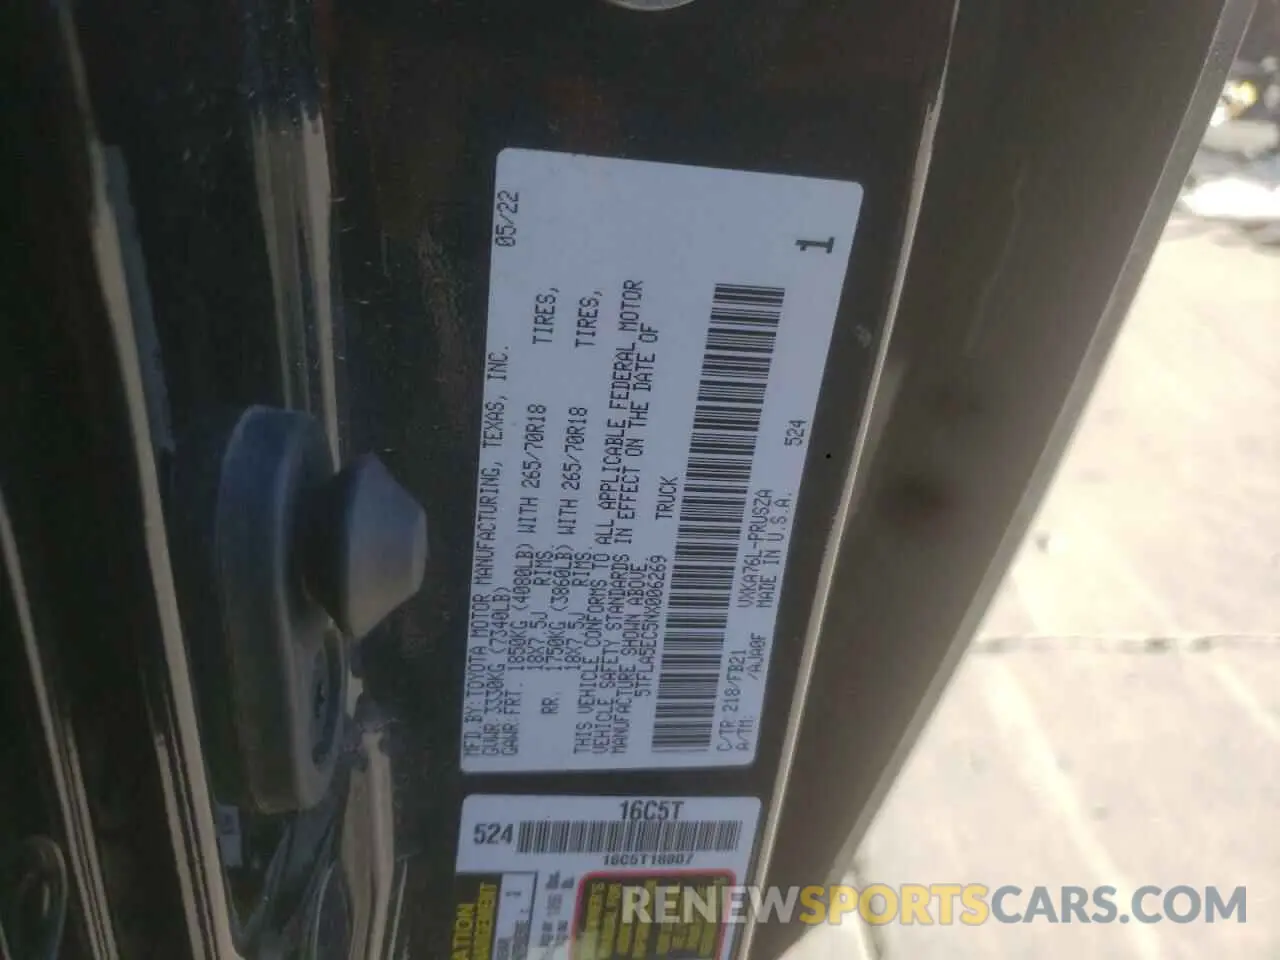 MFD.BY:TOYOTA MOTOR MANUFACTURING, TEXAS, INC. 05/22
GVWR:3330KG (7340LB)
GAWR:FRT. 1850KG (4080LB) WITH 265/70R18 TIRES,
18X7.5J RIMS
RR. 1750KG (3860LB) WITH 265/70R18 TIRES,
18X7.5J RIMS.
THIS VEHICLE CONFORMS TO ALL APPLICABLE FEDERAL MOTOR
VEHICLE SAFETY STANDARDS IN EFFECT ON THE DATE OF
MANUFACTURE SHOWN ABOVE.
5TFLA5EC5NX006269 TRUCK
C/TR:218/FB21 VXKA76L-PRUSZA
A/TM: /AJA0F MADE IN U.S.A.
524
1
16C5T
524
RENEWSPORTSCARS.COM